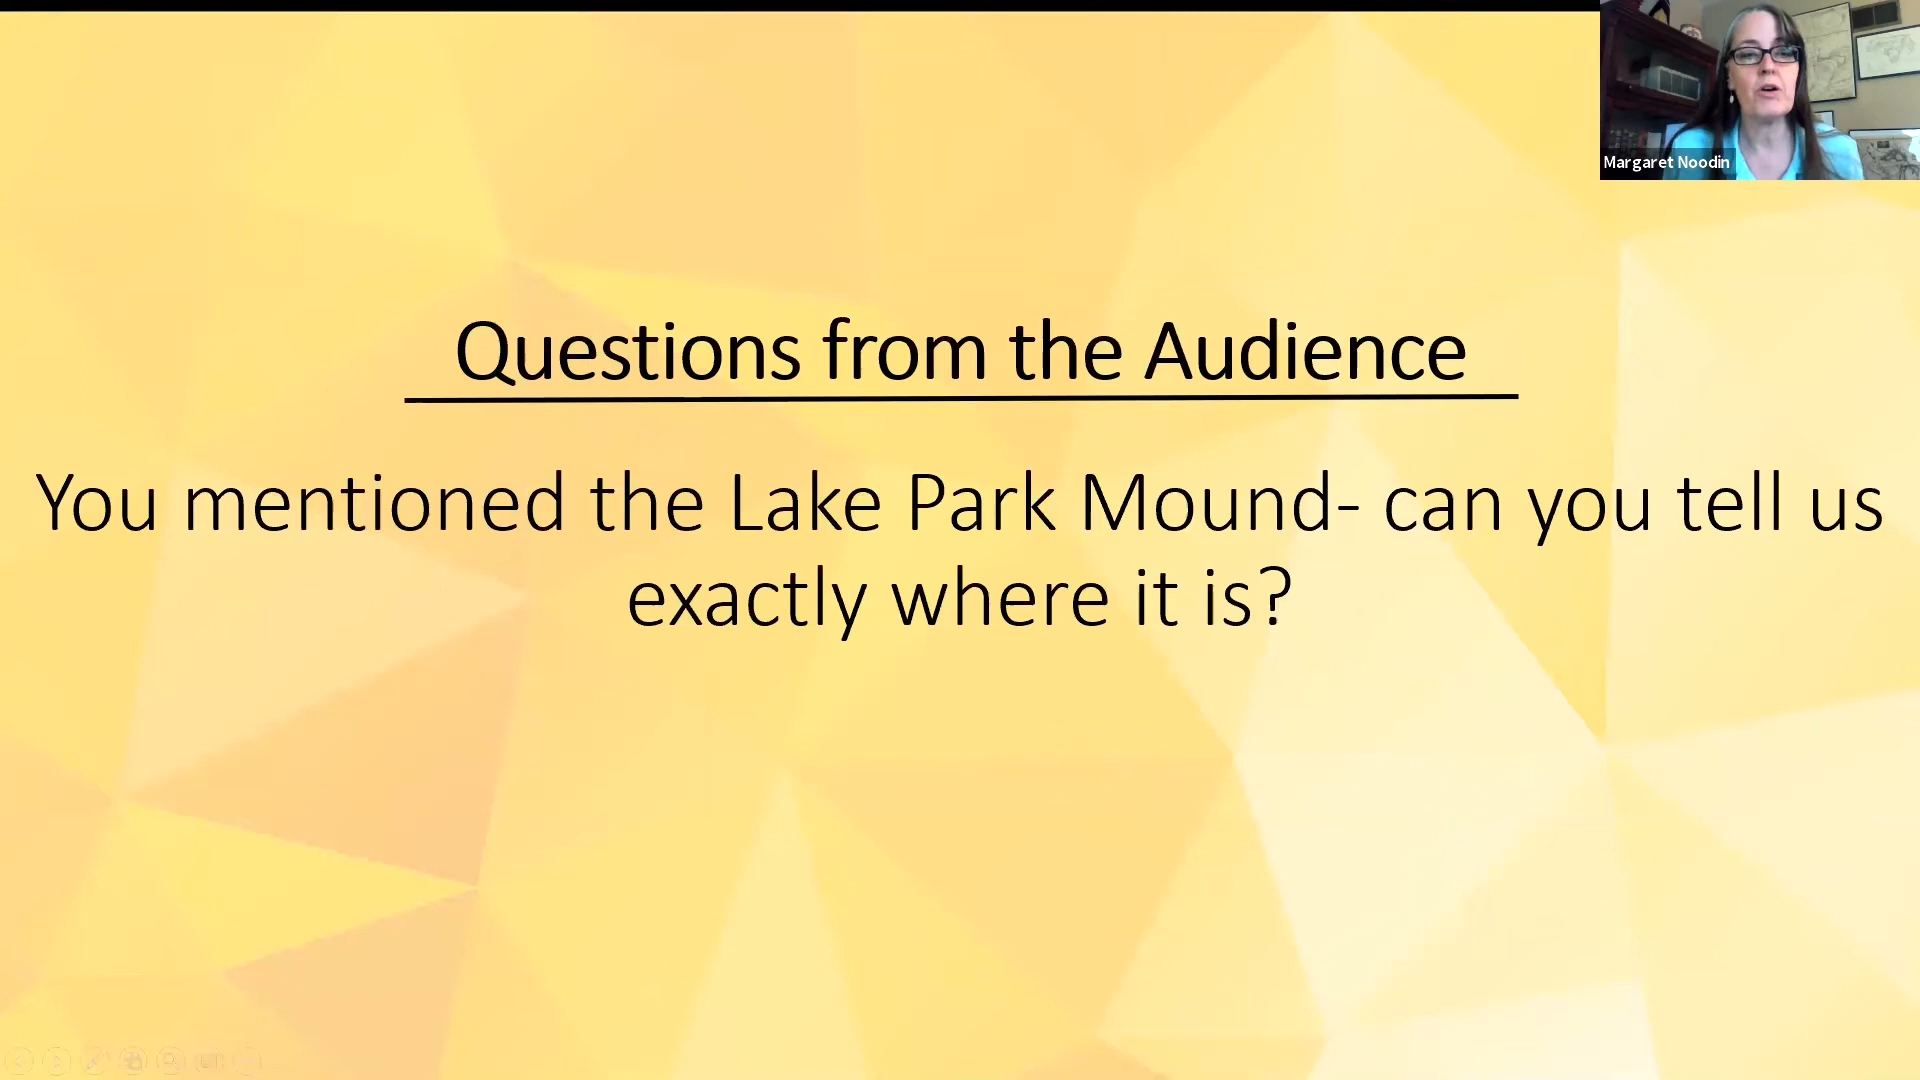 Margaret Noodin
Questions from the Audience
You mentioned the Lake Park Mound- can you tell us
exactly where it is?